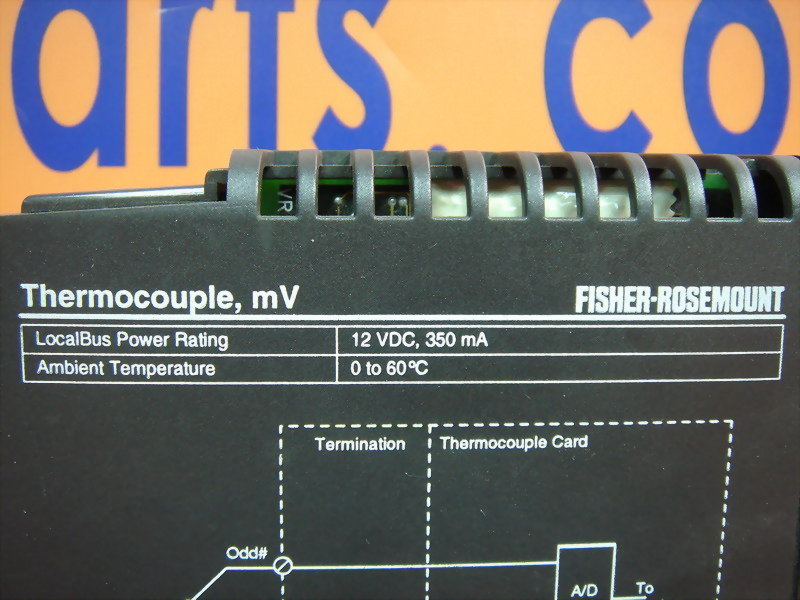 arts.co
VR
Thermocouple, mV
FISHER-ROSEMOUNT
LocalBus Power Rating 12 VDC, 350 mA
Ambient Temperature 0 to 60ºC
Termination Thermocouple Card
Odd#
A/D To